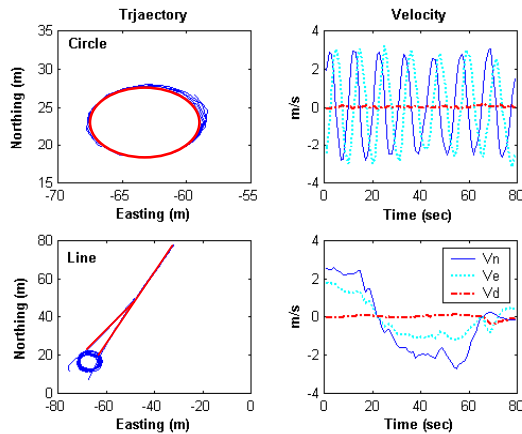 Trjaectory
Velocity
Circle
Northing (m)
35
30
25
20
15
-70
-65
-60
-55
Easting (m)
m/s
4
2
0
-2
-4
0
20
40
60
80
Time (sec)
Line
Northing (m)
80
60
40
20
0
-80
-60
-40
-20
0
Easting (m)
m/s
4
2
0
-2
-4
0
20
40
60
80
Time (sec)
Vn
Ve
Vd